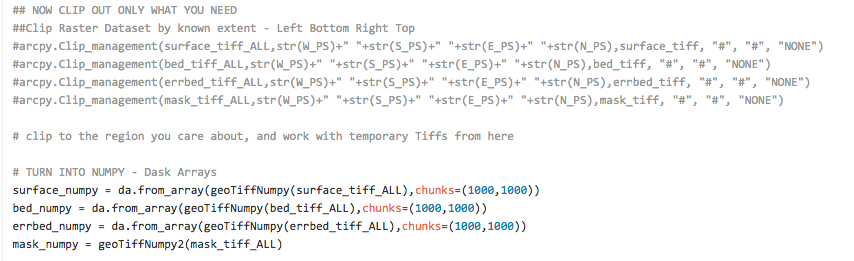 ## NOW CLIP OUT ONLY WHAT YOU NEED
##Clip Raster Dataset by known extent - Left Bottom Right Top
#arcpy.Clip_management(surface_tiff_ALL,str(W_PS)+" "+str(S_PS)+" "+str(E_PS)+" "+str(N_PS),surface_tiff, "#", "#", "NONE")
#arcpy.Clip_management(bed_tiff_ALL,str(W_PS)+" "+str(S_PS)+" "+str(E_PS)+" "+str(N_PS),bed_tiff, "#", "#", "NONE")
#arcpy.Clip_management(errbed_tiff_ALL,str(W_PS)+" "+str(S_PS)+" "+str(E_PS)+" "+str(N_PS),errbed_tiff, "#", "#", "NONE")
#arcpy.Clip_management(mask_tiff_ALL,str(W_PS)+" "+str(S_PS)+" "+str(E_PS)+" "+str(N_PS),mask_tiff, "#", "#", "NONE")
# clip to the region you care about, and work with temporary Tiffs from here
# TURN INTO NUMPY - Dask Arrays
surface_numpy = da.from_array(geoTiffNumpy(surface_tiff_ALL),chunks=(1000,1000))
bed_numpy = da.from_array(geoTiffNumpy(bed_tiff_ALL),chunks=(1000,1000))
errbed_numpy = da.from_array(geoTiffNumpy(errbed_tiff_ALL),chunks=(1000,1000))
mask_numpy = geoTiffNumpy2(mask_tiff_ALL)